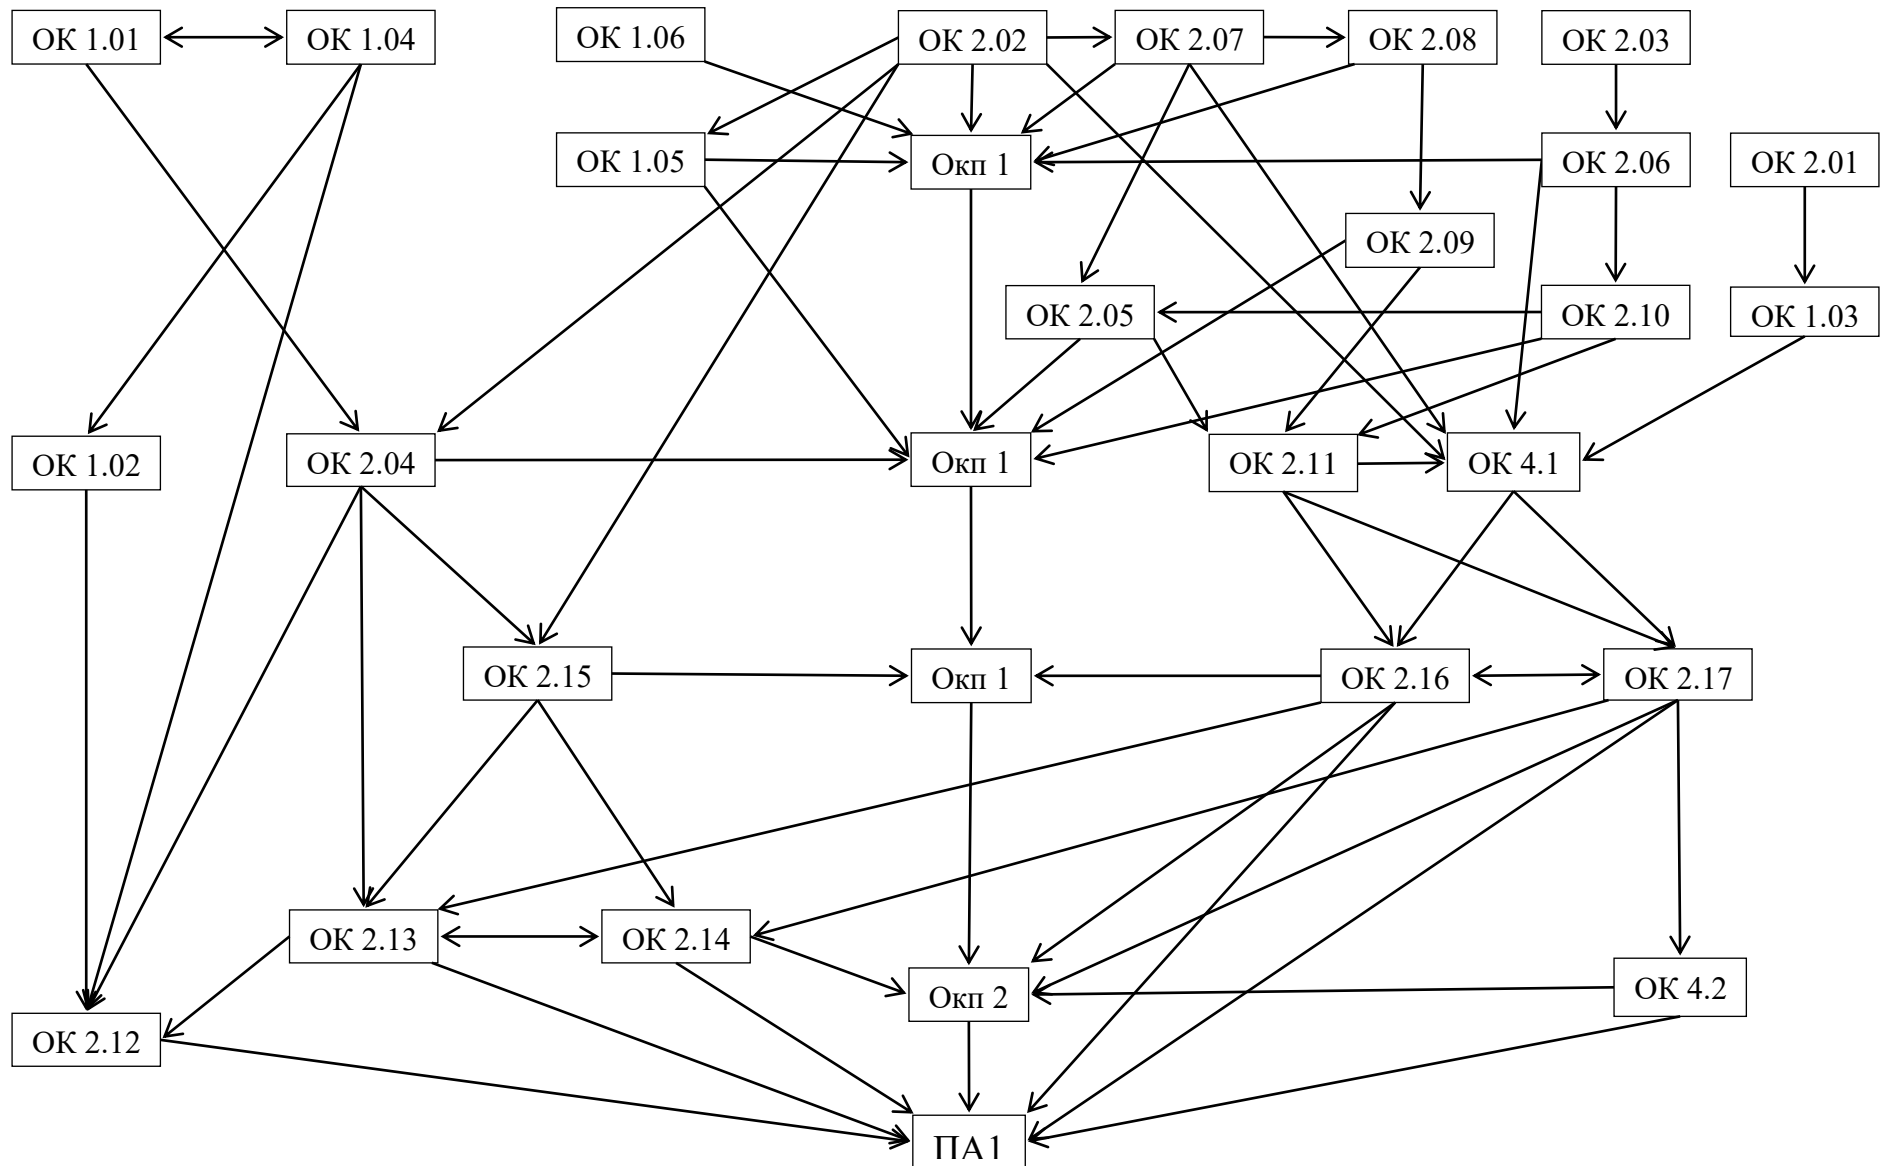 ОК 1.01
ОК 1.04
ОК 1.06
ОК 2.02
ОК 2.07
ОК 2.08
ОК 2.03
ОК 1.05
Окп 1
ОК 2.06
ОК 2.01
ОК 2.09
ОК 2.05
ОК 2.10
ОК 1.03
ОК 1.02
ОК 2.04
Окп 1
ОК 2.11
ОК 4.1
ОК 2.15
Окп 1
ОК 2.16
ОК 2.17
ОК 2.13
ОК 2.14
Окп 2
ОК 4.2
ОК 2.12
ПА1